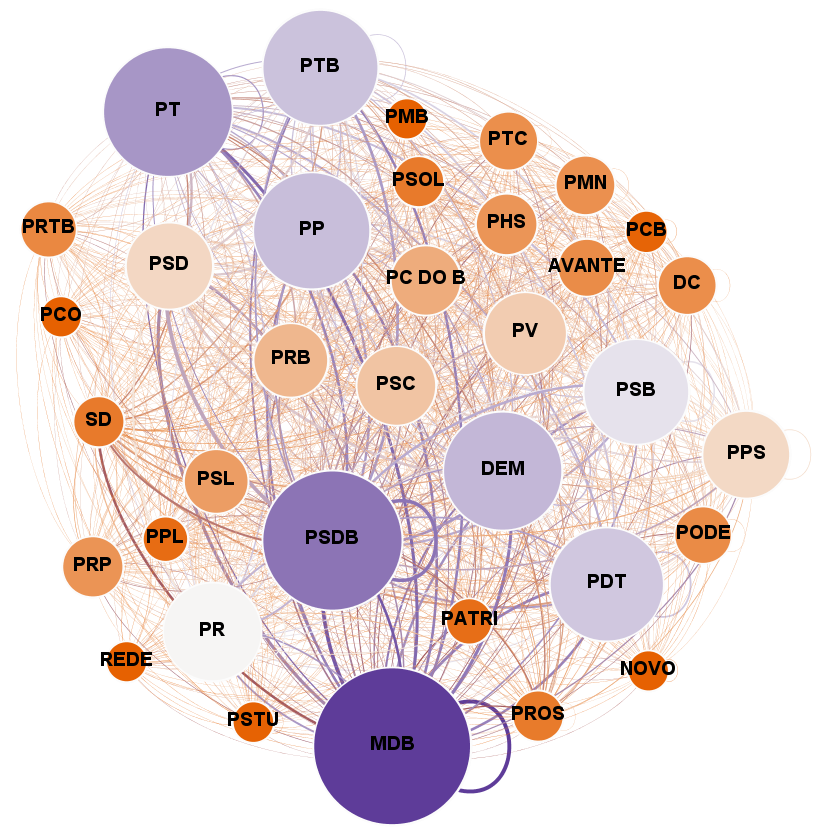 PTB
PT
PMB
PTC
PSOL
PMN
PHS
PRTB
PP
PCB
PSD
AVANTE
PC DO B
DC
PCO
PV
PRB
PSC
PSB
SD
PPS
DEM
PSL
PODE
PPL
PSDB
PRP
PDT
PATRI
PR
REDE
NOVO
PROS
PSTU
MDB